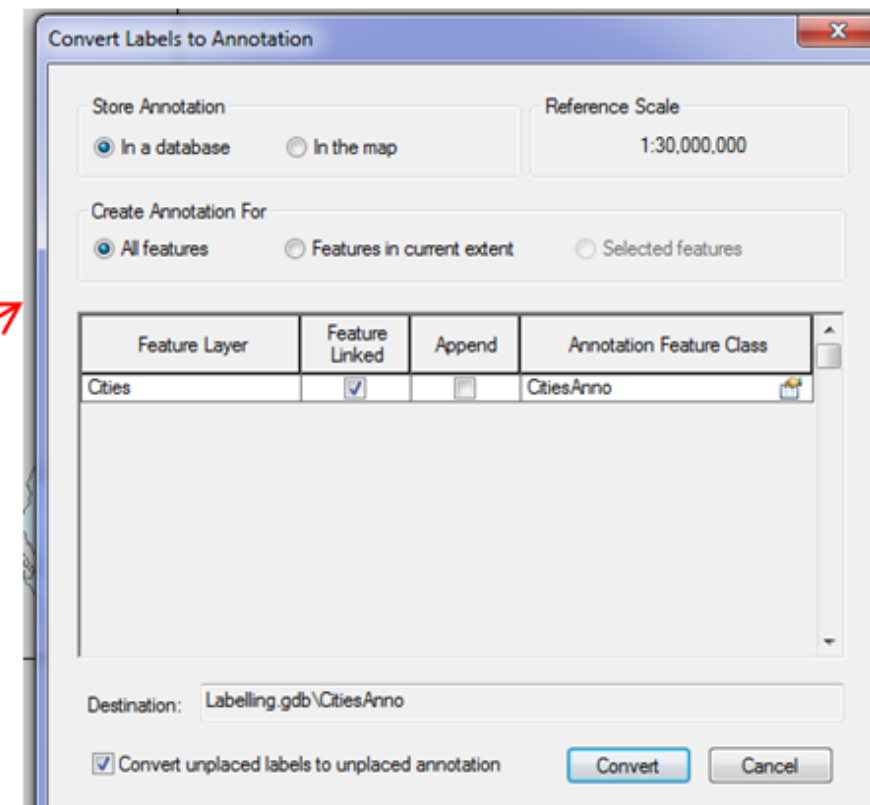 Convert Labels to Annotation
Store Annotation
Reference Scale
In a database In the map
1:30,000,000
Create Annotation For
All features Features in current extent Selected features
Feature Layer Feature Linked Append Annotation Feature Class
Cities CitiesAnno
Destination: Labelling.gdb\CitiesAnno
Convert unplaced labels to unplaced annotation Convert Cancel